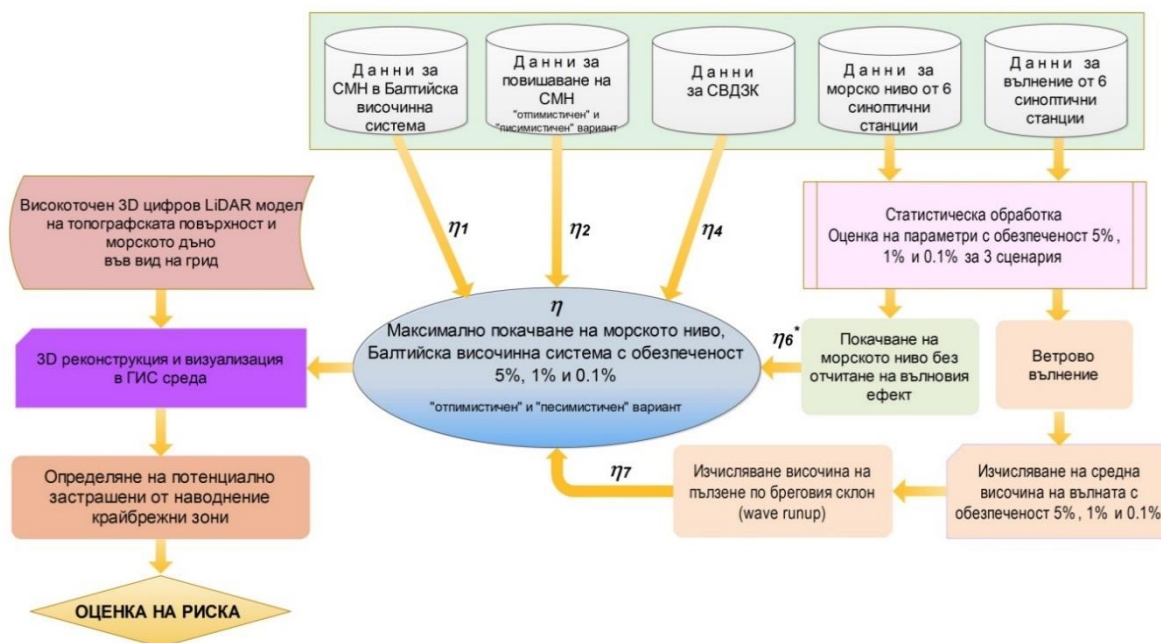 Данни за
СМН в Балтийска
височинна
система
Данни за
повишаване на
СМН
"отпимистичен" и
"писимистичен" вариант
Данни
за СВДЗК
Данни за
морско ниво от 6
синоптични
станции
Данни за
вълнение от 6
синоптични
станции
Високоточен 3D цифров LiDAR модел
на топографската повърхност и
морското дъно
във вид на грид
η1
η2
η4
Статистическа обработка
Оценка на параметри с обезпеченост 5%,
1% и 0.1% за 3 сценария
3D реконструкция и визуализация
в ГИС среда
η
Максимално покачване на морското ниво,
Балтийска височинна система с обезпеченост
5%, 1% и 0.1%
"отпимистичен" и "песимистичен" вариант
η6*
Покачване на
морското ниво без
отчитане на вълновия
ефект
Ветрово
вълнение
Определяне на потенциално
застрашени от наводнение
крайбрежни зони
η7
Изчисляване височина на
пълзене по бреговия склон
(wave runup)
Изчисляване на средна
височина на вълната с
обезпеченост 5%, 1% и 0.1%
ОЦЕНКА НА РИСКА